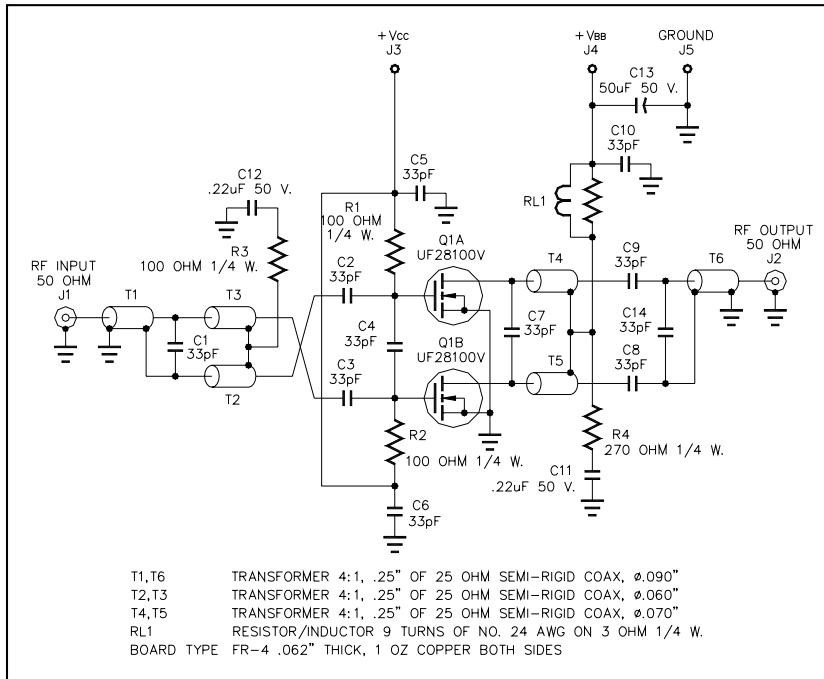 +Vcc
J3
+VBB
J4
GROUND
J5
C13
50uF 50 V.
C5
33pF
C10
33pF
C12
.22uF 50 V.
R1
100 OHM
1/4 W.
RL1
R3
100 OHM 1/4 W.
Q1A
UF28100V
RF INPUT
50 OHM
J1
T1
T3
C2
33pF
T4
C9
33pF
T6
RF OUTPUT
50 OHM
J2
C1
33pF
C4
33pF
C7
33pF
C14
33pF
Q1B
UF28100V
T2
C3
33pF
T5
C8
33pF
R2
100 OHM 1/4 W.
R4
270 OHM 1/4 W.
C11
.22uF 50 V.
C6
33pF
T1,T6 TRANSFORMER 4:1, .25" OF 25 OHM SEMI-RIGID COAX, ø.090"
T2,T3 TRANSFORMER 4:1, .25" OF 25 OHM SEMI-RIGID COAX, ø.060"
T4,T5 TRANSFORMER 4:1, .25" OF 25 OHM SEMI-RIGID COAX, ø.070"
RL1 RESISTOR/INDUCTOR 9 TURNS OF NO. 24 AWG ON 3 OHM 1/4 W.
BOARD TYPE FR-4 .062" THICK, 1 OZ COPPER BOTH SIDES